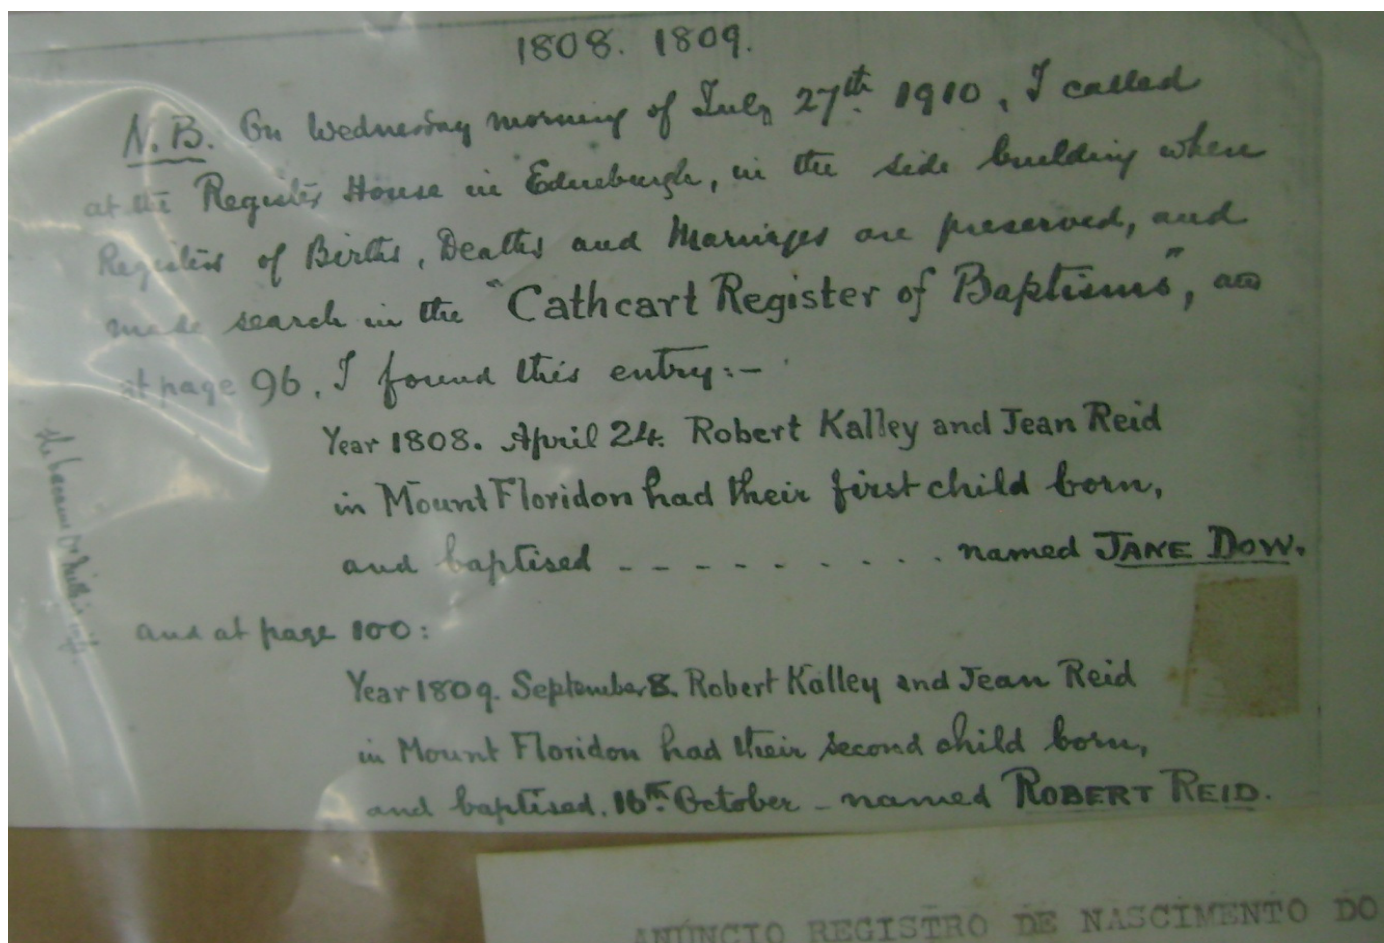 1808. 1809.
N.B. On Wednesday morning of July 27th 1910, I called
at the Register House in Edinburgh, in the side building where
Registers of Births, Deaths and Marriages are preserved, and
made search in the "Cathcart Register of Baptisms", and
at page 96, I found this entry:—
Year 1808. April 24. Robert Kalley and Jean Reid
in Mount Floridon had their first child born,
and baptised - - - - - . . . . . named JANE DOW.
and at page 100:
Year 1809. September 8. Robert Kalley and Jean Reid
in Mount Floridon had their second child born,
and baptised. 16th October - named ROBERT REID.
ANÚNCIO REGISTRO DE NASCIMENTO DO